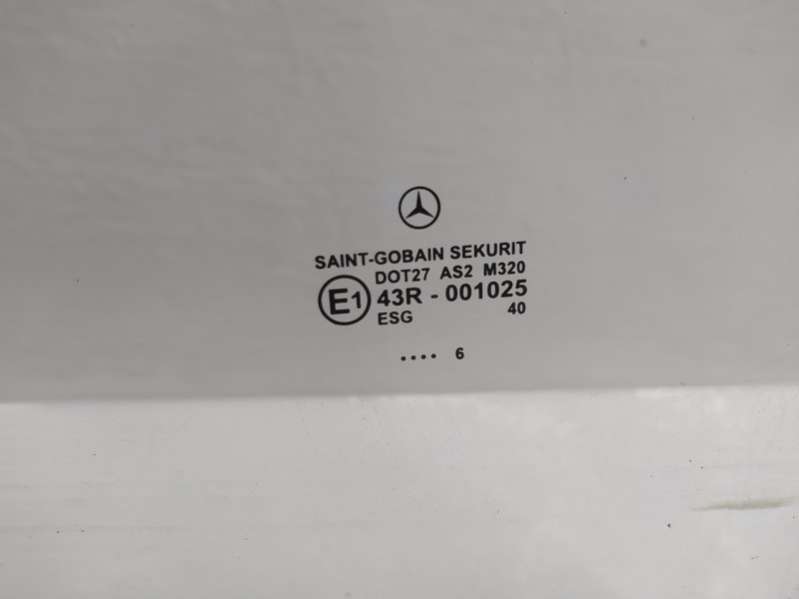 SAINT-GOBAIN SEKURIT
DOT27 AS2 M320
E1 43R - 001025
ESG 40
.... 6